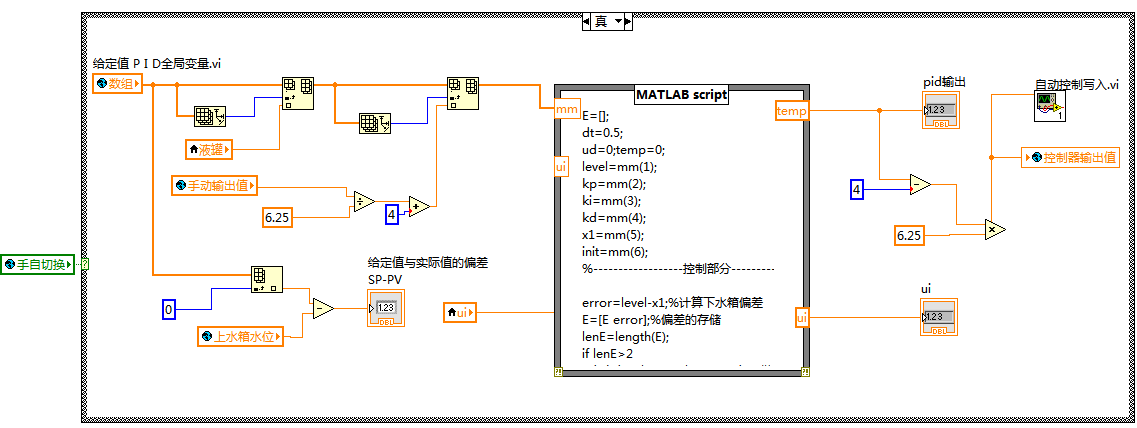 真
给定值 P I D全局变量.vi
数组
液罐
手动输出值
6.25
4
手自切换
0
上水箱水位
给定值与实际值的偏差
SP-PV
1.23
DBL
ui
MATLAB script
mm
ui
E=[];
dt=0.5;
ud=0;temp=0;
level=mm(1);
kp=mm(2);
ki=mm(3);
kd=mm(4);
x1=mm(5);
init=mm(6);
%--------------------控制部分----------
error=level-x1;%计算下水箱偏差
E=[E error];%偏差的存储
lenE=length(E);
if lenE>2
temp
ui
pid输出
1.23
DBL
自动控制写入.vi
1
控制器输出值
4
6.25
ui
1.23
DBL